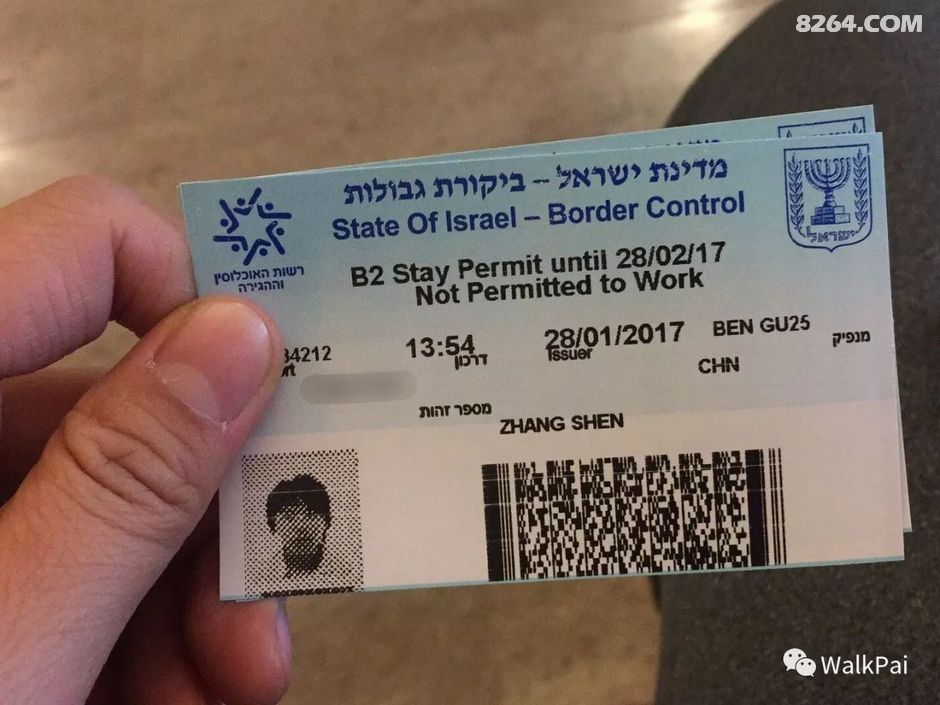 8264.COM
מדינת ישראל – ביקורת גבולות
State Of Israel – Border Control
ישראל
רשות האוכלוסין
וההגירה
B2 Stay Permit until 28/02/17
Not Permitted to Work
34212 13:54 28/01/2017 BEN GU25
דרכון Issuer מנפיק
CHN
מספר זהות
ZHANG SHEN
WalkPai